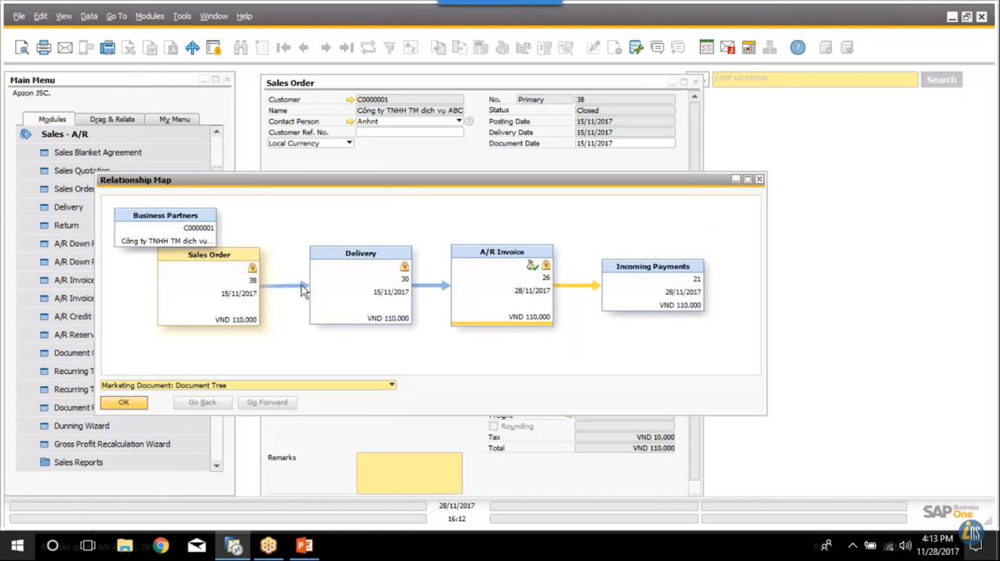 File Edit View Data Go To Modules Tools Window Help
Main Menu
Apzon JSC.
Modules Drag & Relate My Menu
Sales - A/R
Sales Blanket Agreement
Sales Quotation
Sales Order
Delivery
Return
A/R Down P
A/R Down P
A/R Invoice
A/R Invoice
A/R Credit
A/R Reserv
Document
Recurring T
Recurring T
Document P
Dunning Wizard
Gross Profit Recalculation Wizard
Sales Reports
Look up menus
Search
Sales Order
Customer C0000001
Name Công ty TNHH TM dịch vụ ABC
Contact Person Anhnt
Customer Ref. No.
Local Currency
No. Primary 38
Status Closed
Posting Date 15/11/2017
Delivery Date 15/11/2017
Document Date 15/11/2017
Relationship Map
Business Partners
C0000001
Công ty TNHH TM dịch vụ...
Sales Order
38
15/11/2017
VND 110,000
Delivery
30
15/11/2017
VND 110,000
A/R Invoice
26
28/11/2017
VND 110,000
Incoming Payments
21
28/11/2017
VND 110,000
Marketing Document: Document Tree
OK Go Back Go Forward
Freight
Rounding
Tax VND 10,000
Total VND 110,000
Remarks
28/11/2017
16:12
SAP Business One
4:13 PM
11/28/2017